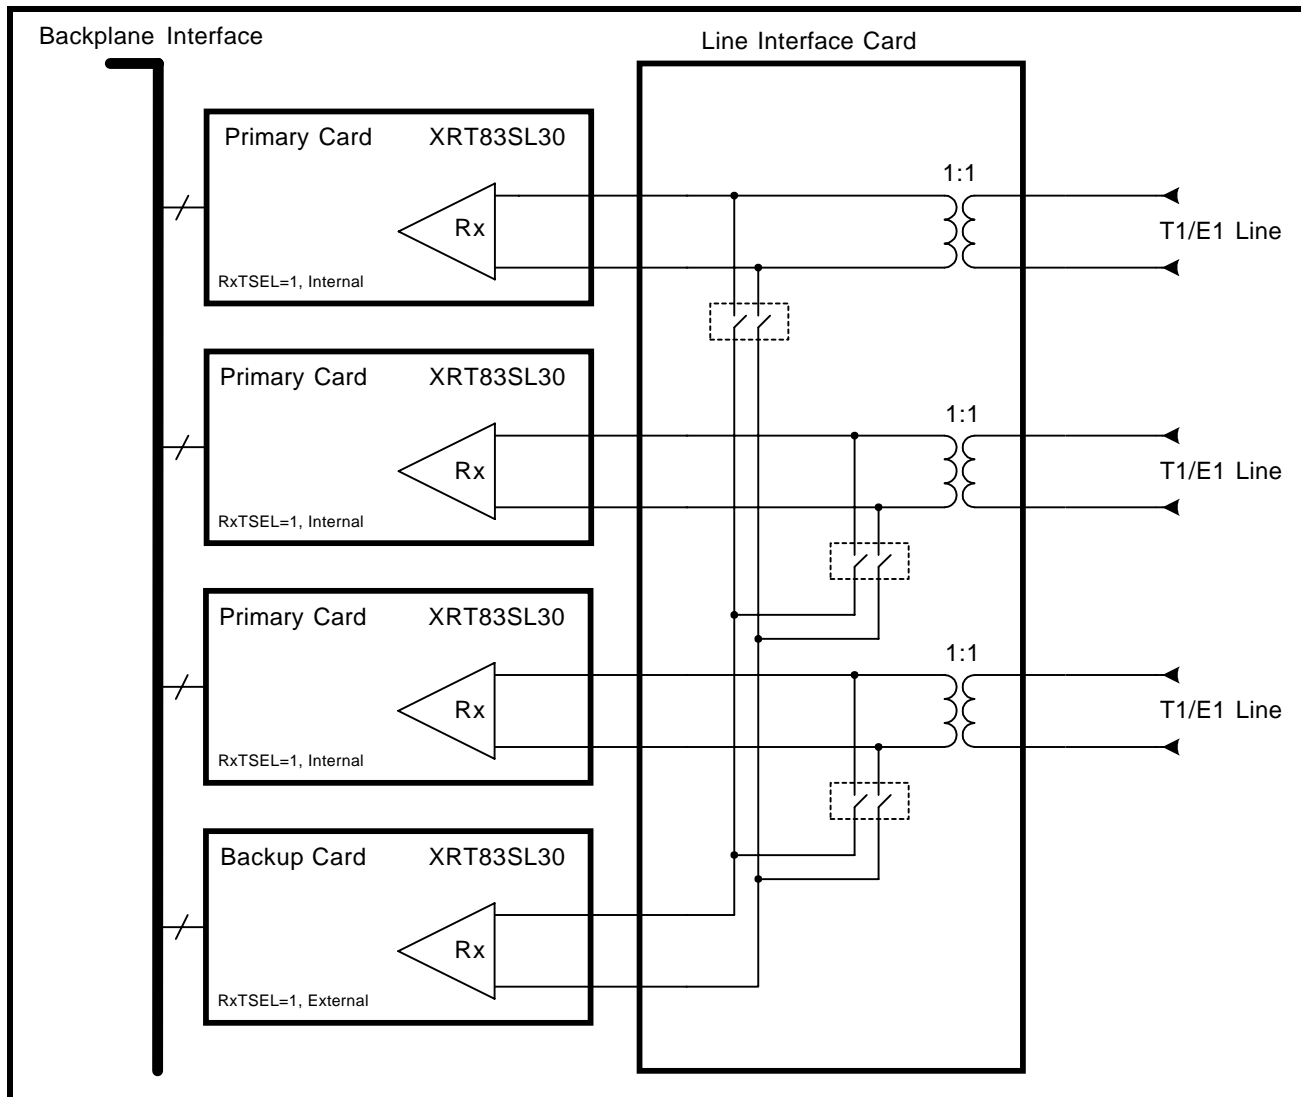 Backplane Interface
Line Interface Card
Primary Card XRT83SL30
1:1
Rx
T1/E1 Line
RxTSEL=1, Internal
Primary Card XRT83SL30
1:1
Rx
T1/E1 Line
RxTSEL=1, Internal
Primary Card XRT83SL30
1:1
Rx
T1/E1 Line
RxTSEL=1, Internal
Backup Card XRT83SL30
Rx
RxTSEL=1, External